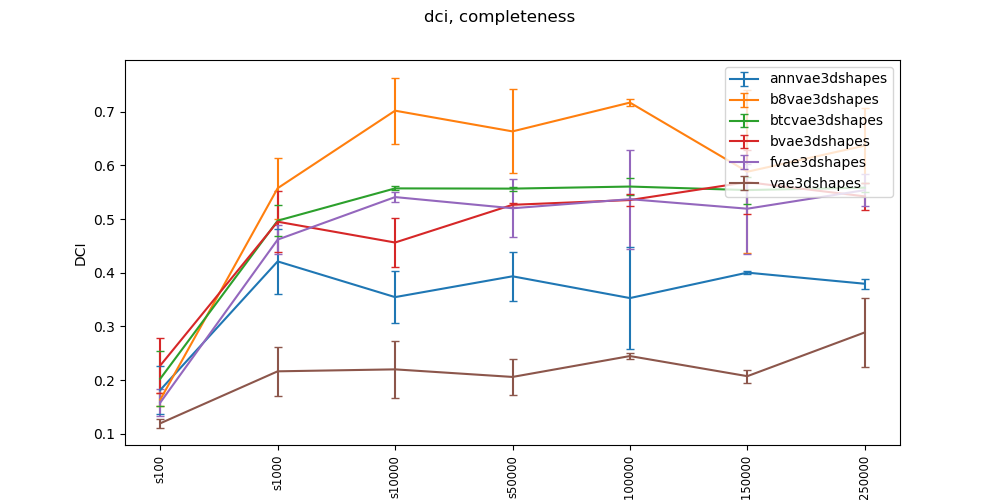 dci, completeness
annvae3dshapes
b8vae3dshapes
btcvae3dshapes
bvae3dshapes
fvae3dshapes
vae3dshapes
DCI
0.7
0.6
0.5
0.4
0.3
0.2
0.1
s100
s1000
s10000
s50000
100000
150000
250000